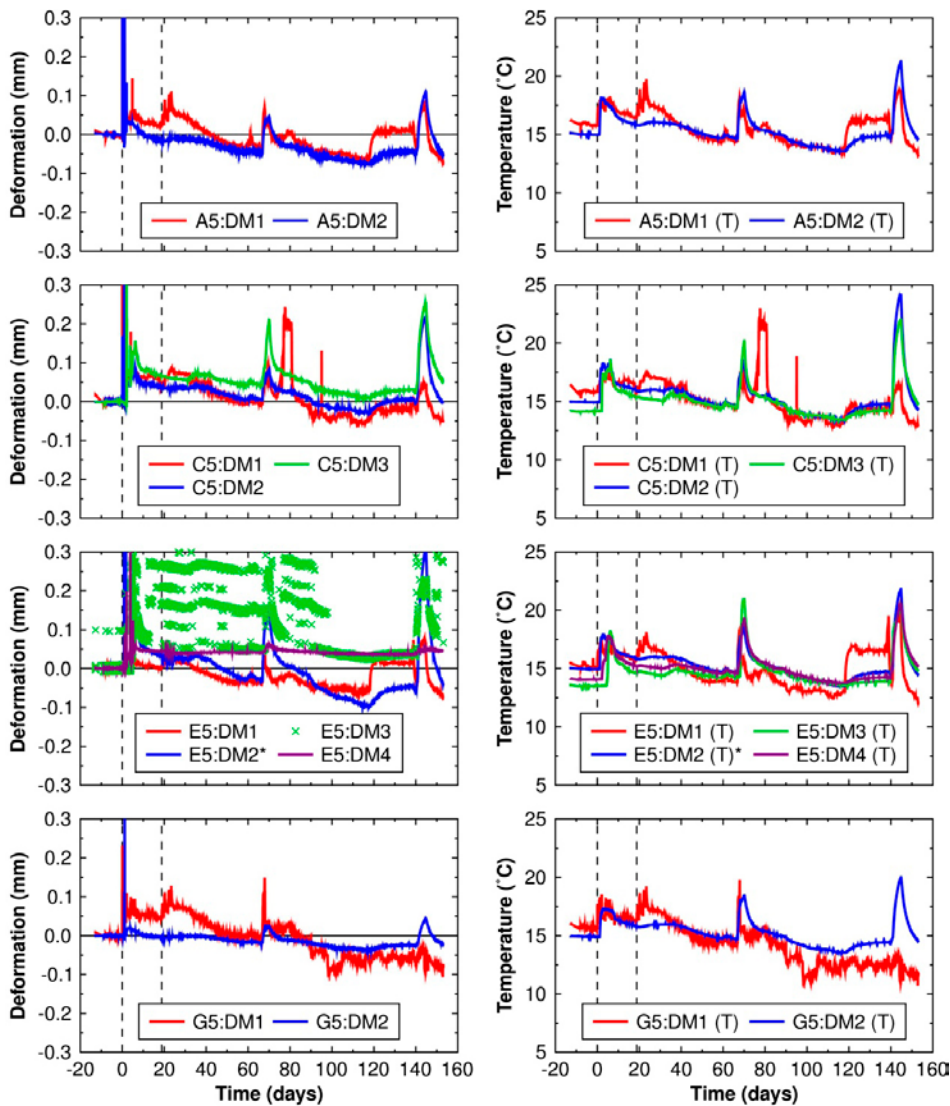 0.3
0.2
0.1
0.0
-0.1
-0.2
-0.3
Deformation (mm)
A5:DM1 A5:DM2
25
20
15
10
5
Temperature (°C)
A5:DM1 (T) A5:DM2 (T)
0.3
0.2
0.1
0.0
-0.1
-0.2
-0.3
Deformation (mm)
C5:DM1 C5:DM3
C5:DM2
25
20
15
10
5
Temperature (°C)
C5:DM1 (T) C5:DM3 (T)
C5:DM2 (T)
0.3
0.2
0.1
0.0
-0.1
-0.2
-0.3
Deformation (mm)
E5:DM1 E5:DM3
E5:DM2* E5:DM4
25
20
15
10
5
Temperature (°C)
E5:DM1 (T) E5:DM3 (T)
E5:DM2 (T)* E5:DM4 (T)
0.3
0.2
0.1
0.0
-0.1
-0.2
-0.3
Deformation (mm)
G5:DM1 G5:DM2
-20 0 20 40 60 80 100 120 140 160
Time (days)
25
20
15
10
5
Temperature (°C)
G5:DM1 (T) G5:DM2 (T)
-20 0 20 40 60 80 100 120 140 160
Time (days)